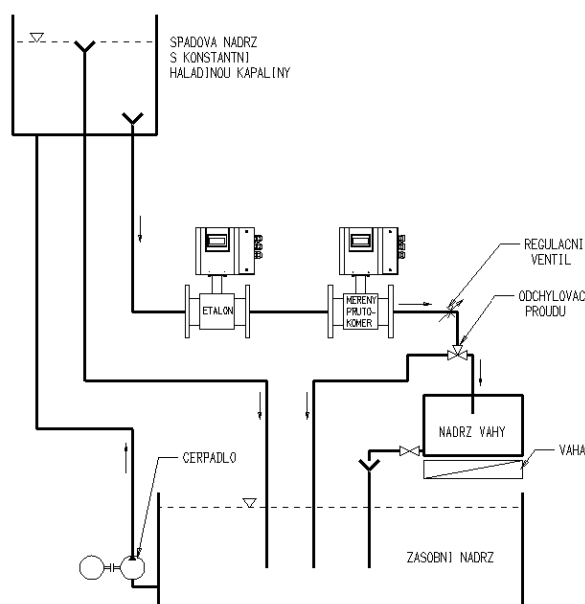 SPADOVA NADRZ
S KONSTANTNI
HALADINOU KAPALINY
REGULACNI
VENTIL
ETALON
MERENY
PRUTO-
KOMER
ODCHYLOVAC
PROUDU
NADRZ VAHY
VAHA
CERPADLO
ZASOBNI NADRZ